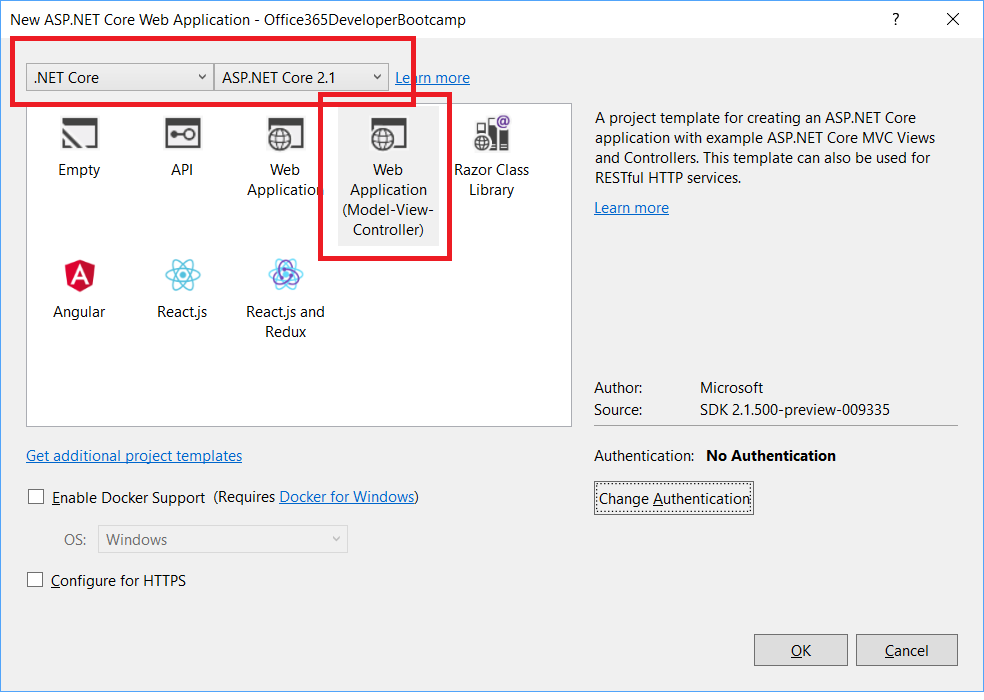 New ASP.NET Core Web Application - Office365DeveloperBootcamp
?
.NET Core
ASP.NET Core 2.1
Learn more
Empty
API
Web
Application
Web
Application
(Model-View-
Controller)
@
Razor Class
Library
A
Angular
React.js
React.js and
Redux
A project template for creating an ASP.NET Core
application with example ASP.NET Core MVC Views
and Controllers. This template can also be used for
RESTful HTTP services.
Learn more
Author: Microsoft
Source: SDK 2.1.500-preview-009335
Get additional project templates
Authentication: No Authentication
Enable Docker Support (Requires Docker for Windows)
Change Authentication
OS: Windows
Configure for HTTPS
OK
Cancel